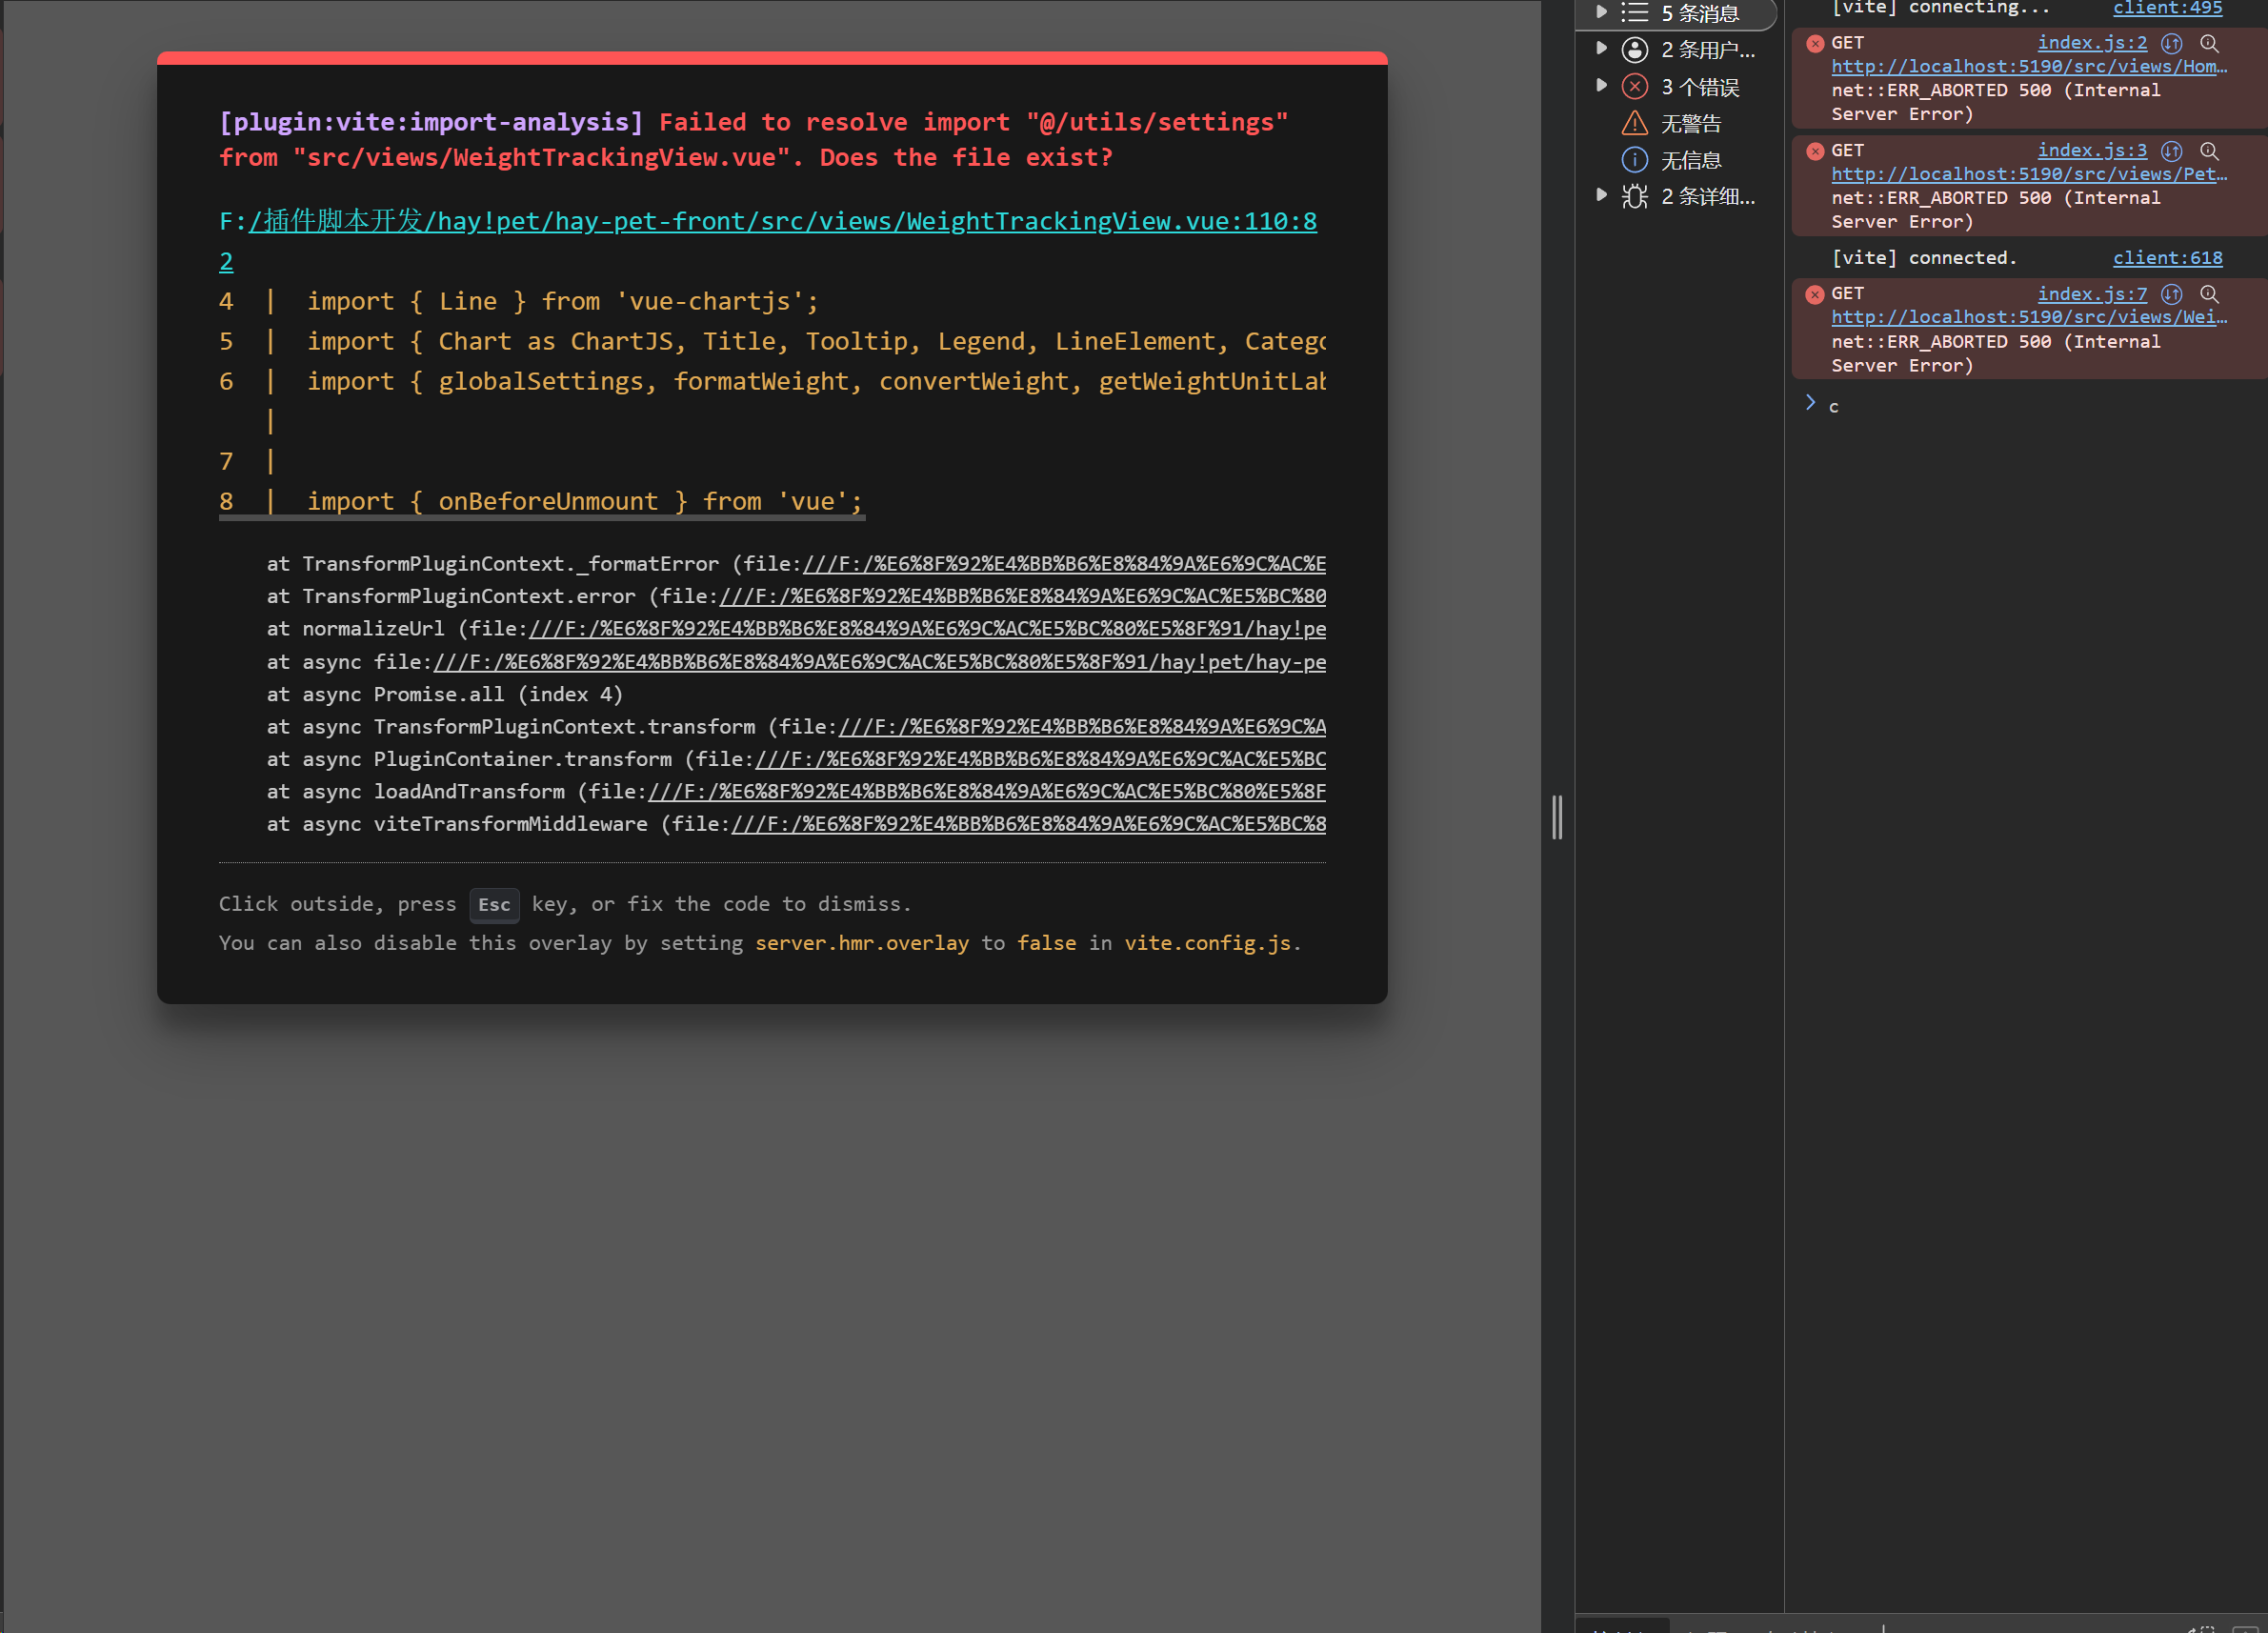 [plugin:vite:import-analysis] Failed to resolve import "@/utils/settings"
from "src/views/WeightTrackingView.vue". Does the file exist?
F:/插件脚本开发/hay!pet/hay-pet-front/src/views/WeightTrackingView.vue:110:8
2
4  |  import { Line } from 'vue-chartjs';
5  |  import { Chart as ChartJS, Title, Tooltip, Legend, LineElement, Catego
6  |  import { globalSettings, formatWeight, convertWeight, getWeightUnitLab
|
7  |
8  |  import { onBeforeUnmount } from 'vue';
at TransformPluginContext._formatError (file:///F:/%E6%8F%92%E4%BB%B6%E8%84%9A%E6%9C%AC%E
at TransformPluginContext.error (file:///F:/%E6%8F%92%E4%BB%B6%E8%84%9A%E6%9C%AC%E5%BC%80
at normalizeUrl (file:///F:/%E6%8F%92%E4%BB%B6%E8%84%9A%E6%9C%AC%E5%BC%80%E5%8F%91/hay!pe
at async file:///F:/%E6%8F%92%E4%BB%B6%E8%84%9A%E6%9C%AC%E5%BC%80%E5%8F%91/hay!pet/hay-pe
at async Promise.all (index 4)
at async TransformPluginContext.transform (file:///F:/%E6%8F%92%E4%BB%B6%E8%84%9A%E6%9C%A
at async PluginContainer.transform (file:///F:/%E6%8F%92%E4%BB%B6%E8%84%9A%E6%9C%AC%E5%BC
at async loadAndTransform (file:///F:/%E6%8F%92%E4%BB%B6%E8%84%9A%E6%9C%AC%E5%BC%80%E5%8F
at async viteTransformMiddleware (file:///F:/%E6%8F%92%E4%BB%B6%E8%84%9A%E6%9C%AC%E5%BC%8
Click outside, press Esc key, or fix the code to dismiss.
You can also disable this overlay by setting server.hmr.overlay to false in vite.config.js.
5 条消息
2 条用户...
3 个错误
无警告
无信息
2 条详细...
[vite] connecting... client:495
GET index.js:2
http://localhost:5190/src/views/Hom…
net::ERR_ABORTED 500 (Internal
Server Error)
GET index.js:3
http://localhost:5190/src/views/Pet…
net::ERR_ABORTED 500 (Internal
Server Error)
[vite] connected. client:618
GET index.js:7
http://localhost:5190/src/views/Wei…
net::ERR_ABORTED 500 (Internal
Server Error)
c